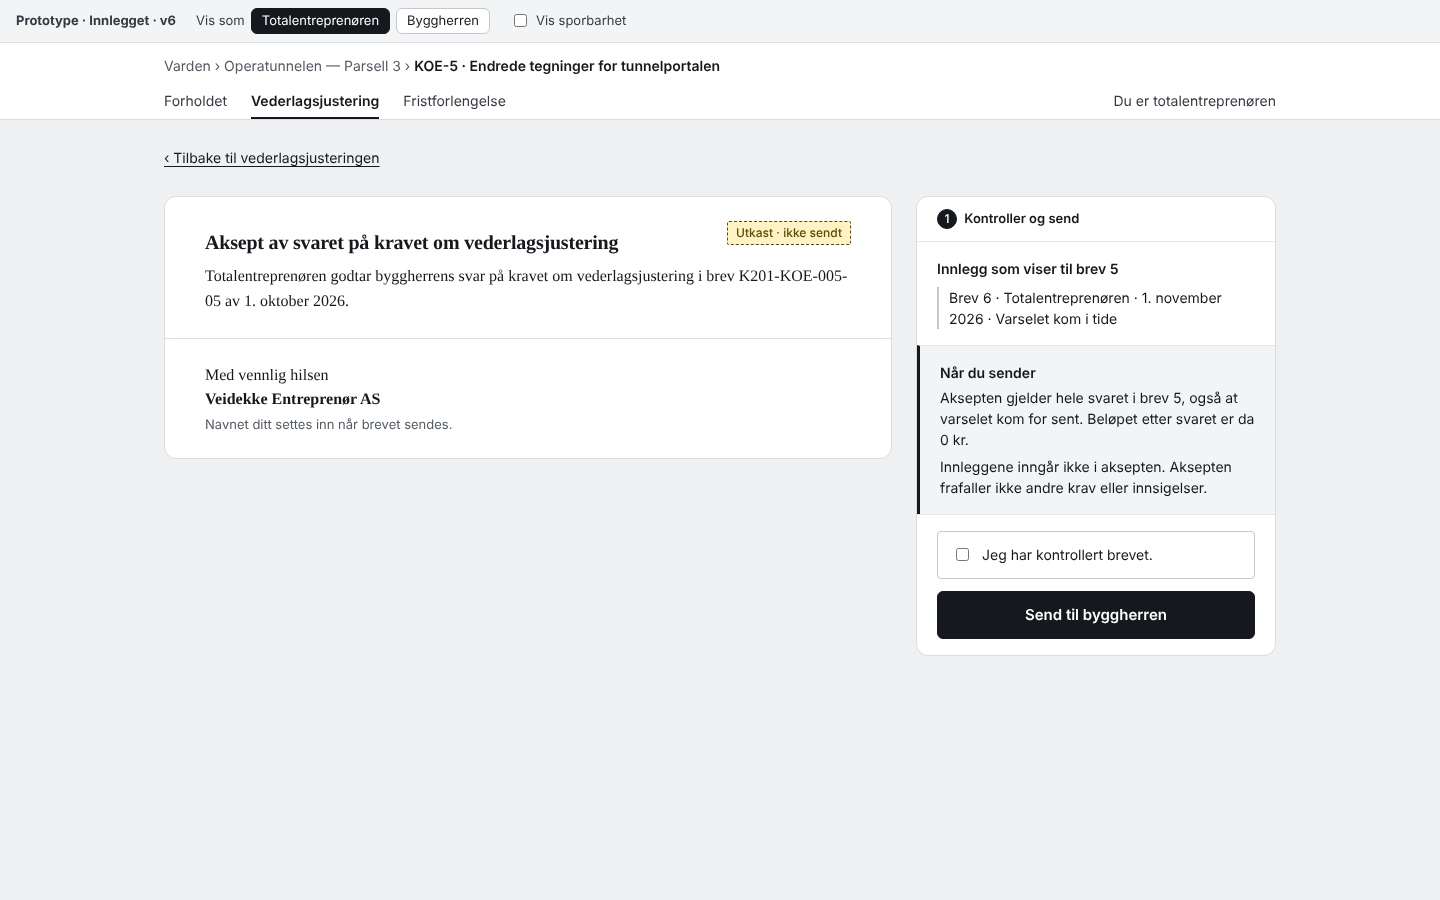 Prototype · Innlegget · v6 Vis som Totalentreprenøren Byggherren Vis sporbarhet
Varden › Operatunnelen — Parsell 3 › KOE-5 · Endrede tegninger for tunnelportalen
Forholdet Vederlagsjustering Fristforlengelse Du er totalentreprenøren
‹ Tilbake til vederlagsjusteringen
Utkast · ikke sendt
Aksept av svaret på kravet om vederlagsjustering
Totalentreprenøren godtar byggherrens svar på kravet om vederlagsjustering i brev K201-KOE-005-
05 av 1. oktober 2026.
Med vennlig hilsen
Veidekke Entreprenør AS
Navnet ditt settes inn når brevet sendes.
1 Kontroller og send
Innlegg som viser til brev 5
Brev 6 · Totalentreprenøren · 1. november
2026 · Varselet kom i tide
Når du sender
Aksepten gjelder hele svaret i brev 5, også at
varselet kom for sent. Beløpet etter svaret er da
0 kr.
Innleggene inngår ikke i aksepten. Aksepten
frafaller ikke andre krav eller innsigelser.
Jeg har kontrollert brevet.
Send til byggherren